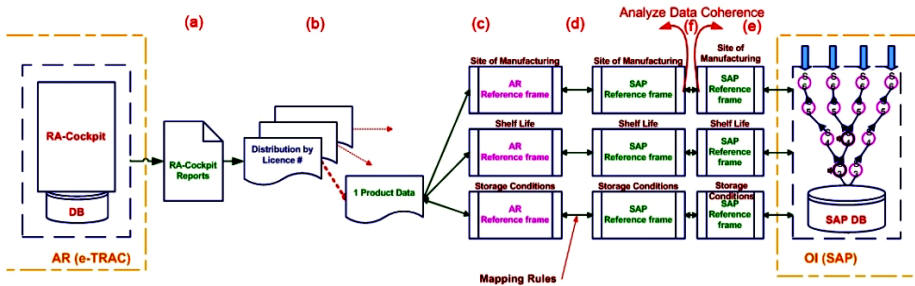 (a)
(b)
(c)
(d)
Analyze Data Coherence
(f)
(e)
RA-Cockpit
DB
AR (e-TRAC)
RA-Cockpit
Reports
Distribution by
Licence #
1 Product Data
Site of Manufacturing
AR
Reference frame
Site of Manufacturing
SAP
Reference frame
Site of
Manufacturing
SAP
Reference
frame
Shelf Life
AR
Reference frame
Shelf Life
SAP
Reference frame
Shelf Life
SAP
Reference
frame
Storage Conditions
AR
Reference frame
Storage Conditions
SAP
Reference frame
Storage
Conditions
SAP
Reference
frame
Mapping Rules
SAP DB
OI (SAP)